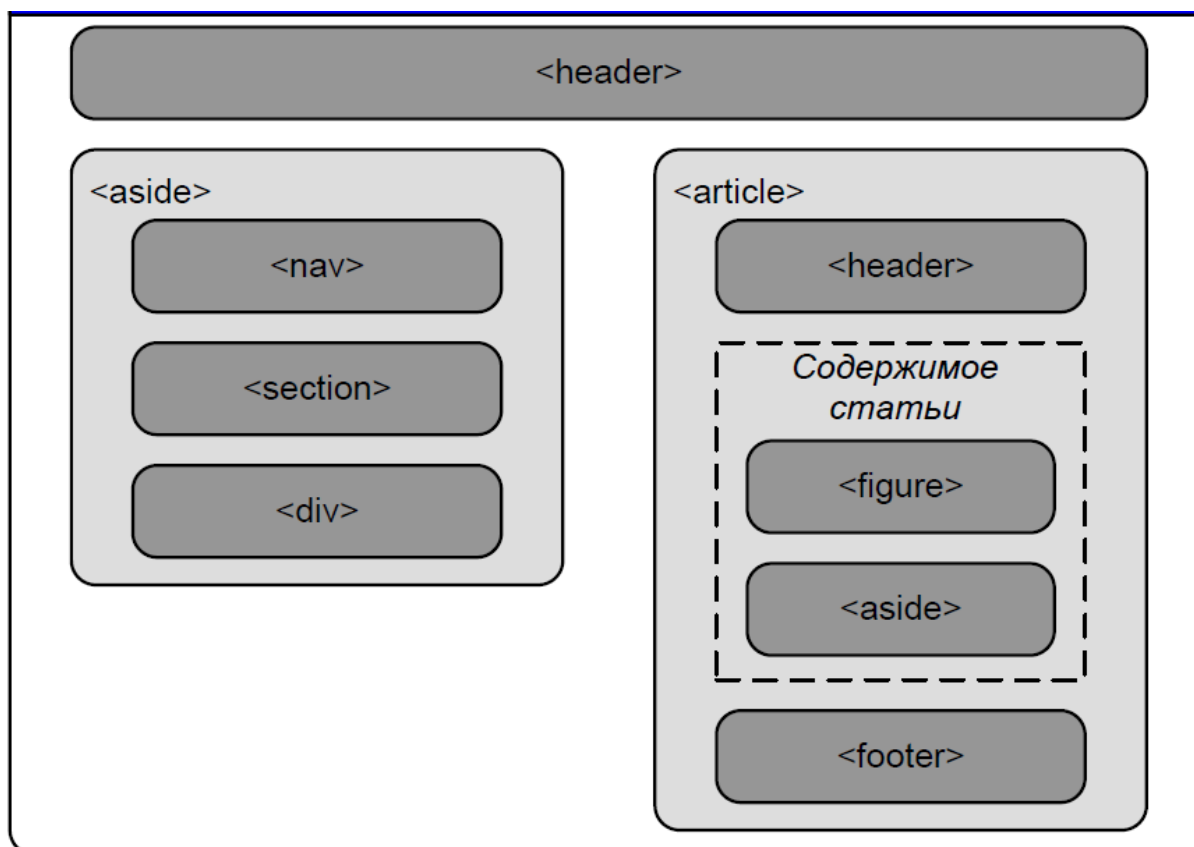 <header>
<aside>
<nav>
<section>
<div>
<article>
<header>
Содержимое
статьи
<figure>
<aside>
<footer>